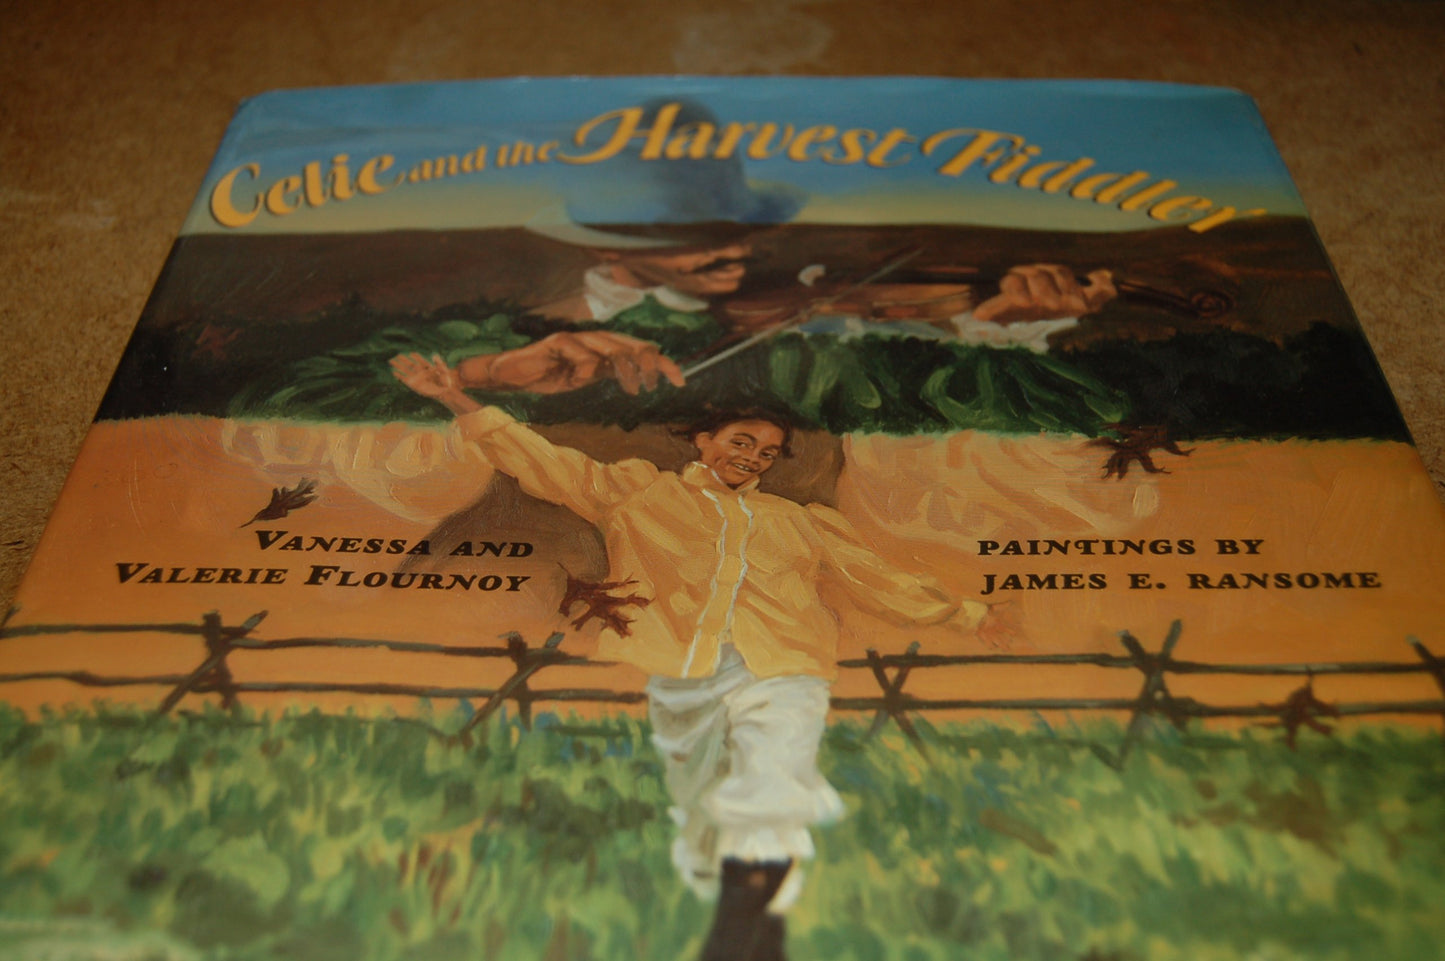 Celie and the Harvest Fiddler
Vanessa and
Valerie Flournoy
paintings by
James E. Ransome